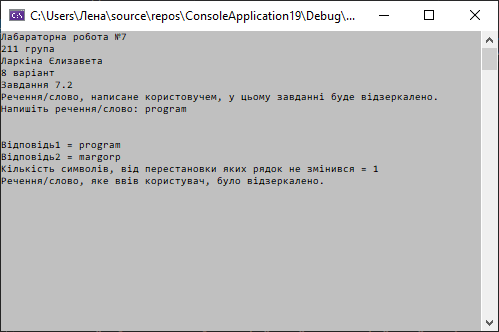 C:\Users\Лена\source\repos\ConsoleApplication19\Debug\...
Лабараторна робота №7
211 група
Ларкіна Єлизавета
8 варіант
Завдання 7.2
Речення/слово, написане користовучем, у цьому завданні буде відзеркалено.
Напишіть речення/слово: program
Відповідь1 = program
Відповідь2 = margorp
Кількість символів, від перестановки яких рядок не змінився = 1
Речення/слово, яке ввів користувач, було відзеркалено.